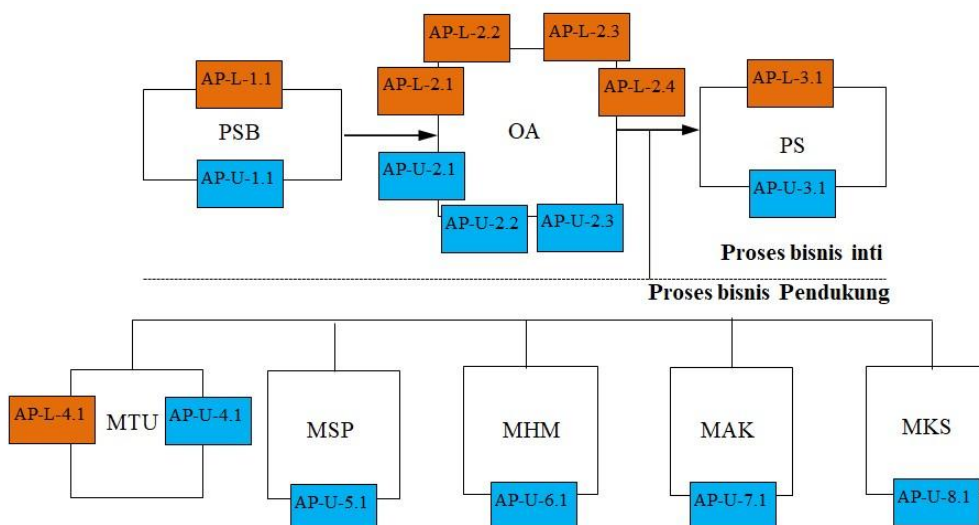 AP-L-2.2
AP-L-2.3
AP-L-1.1
AP-L-2.1
AP-L-2.4
AP-L-3.1
PSB
OA
PS
AP-U-1.1
AP-U-2.1
AP-U-3.1
AP-U-2.2
AP-U-2.3
Proses bisnis inti
Proses bisnis Pendukung
AP-L-4.1
MTU
AP-U-4.1
MSP
MHM
MAK
MKS
AP-U-5.1
AP-U-6.1
AP-U-7.1
AP-U-8.1